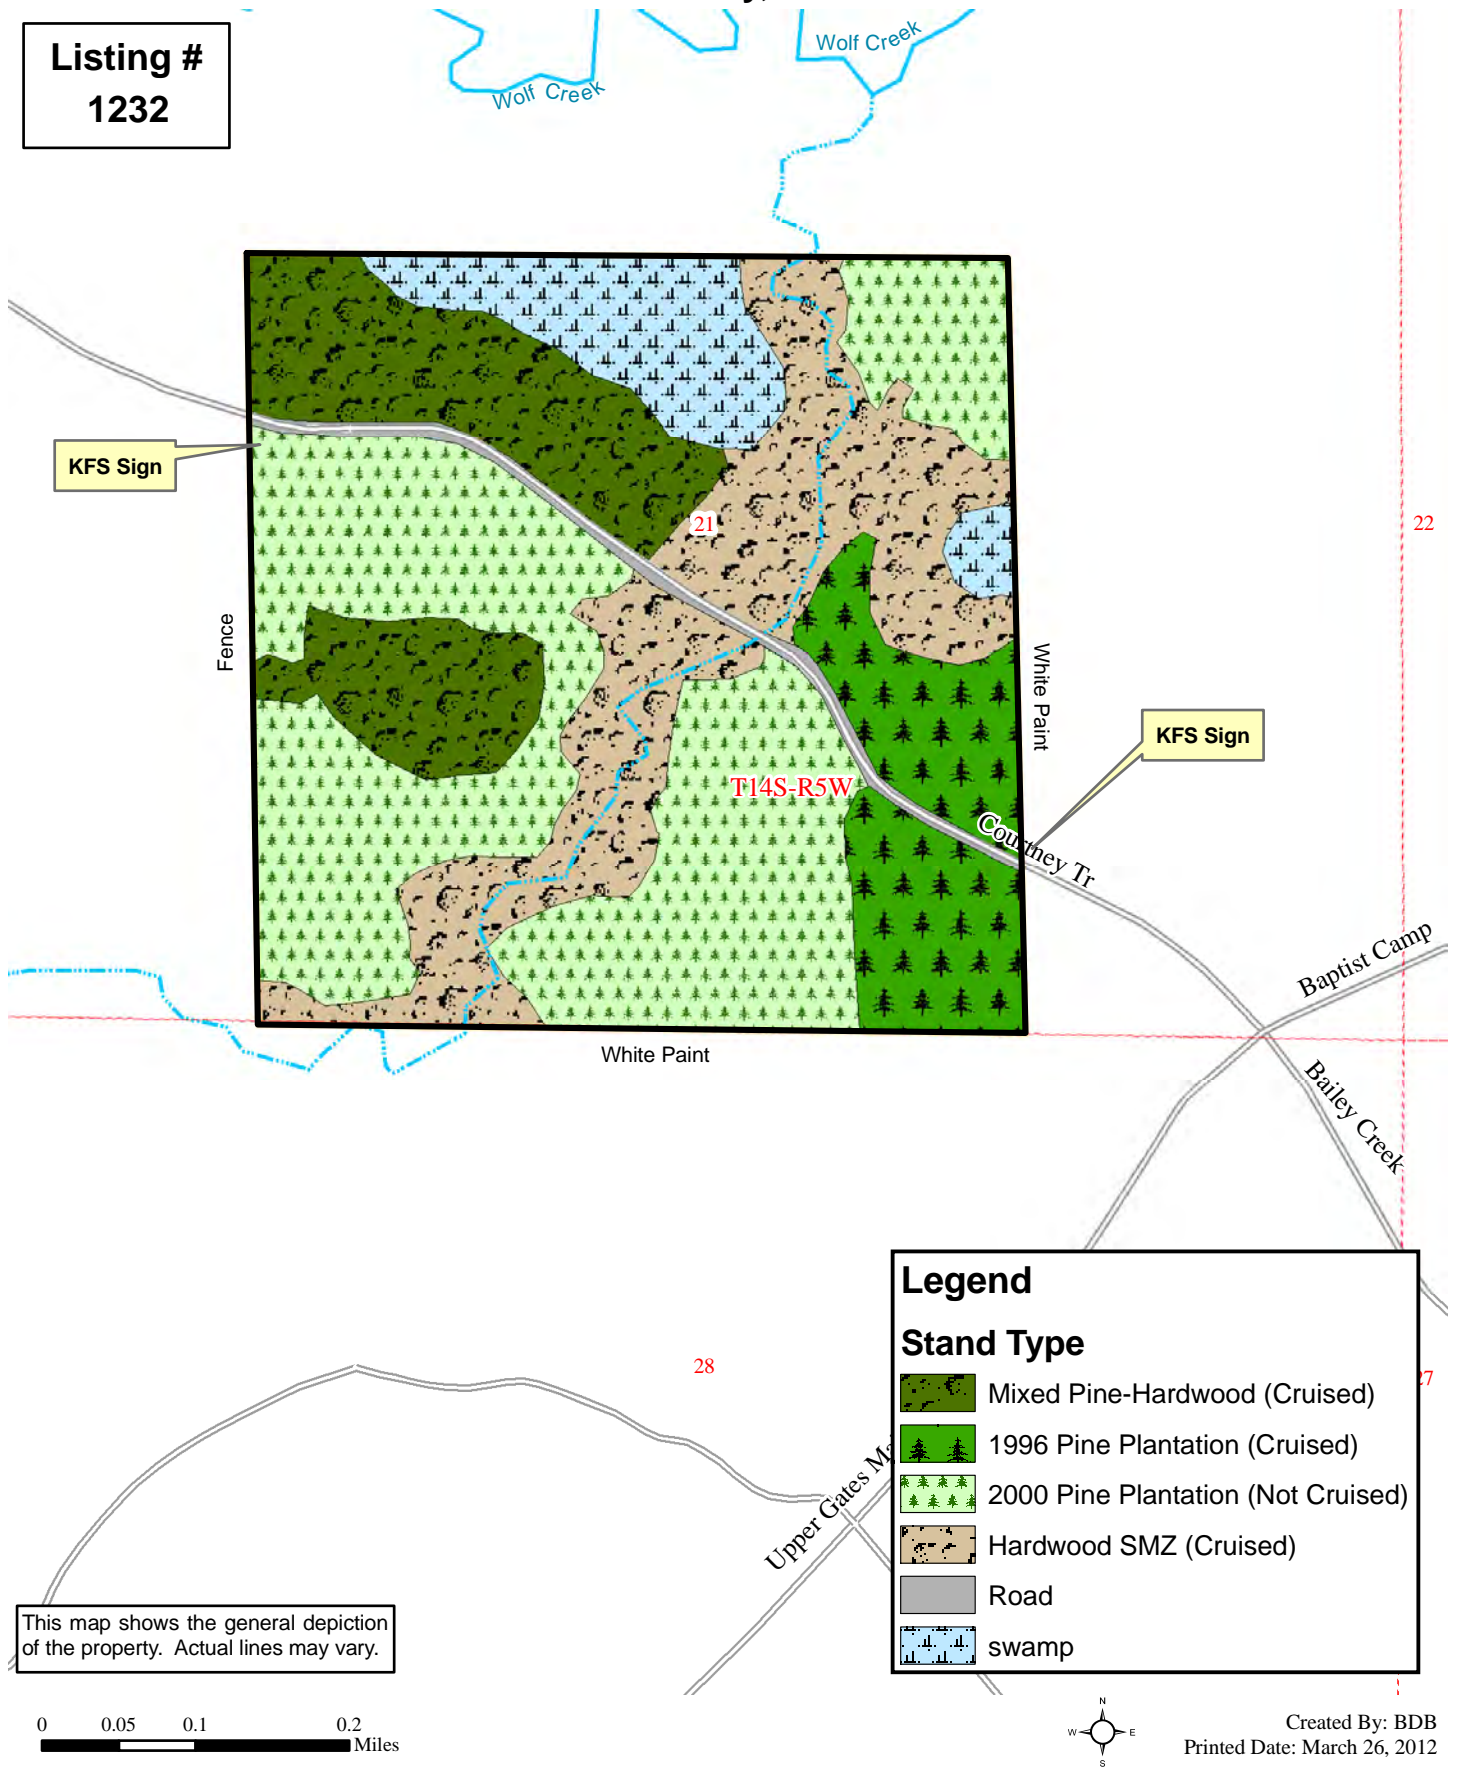 Listing #
1232
Wolf Creek
Wolf Creek
KFS Sign
21
22
Fence
White Paint
KFS Sign
T14S-R5W
Courtney Tr
Baptist Camp
White Paint
Bailey Creek
28
27
Upper Gates
Legend
Stand Type
Mixed Pine-Hardwood (Cruised)
1996 Pine Plantation (Cruised)
2000 Pine Plantation (Not Cruised)
Hardwood SMZ (Cruised)
Road
swamp
This map shows the general depiction
of the property. Actual lines may vary.
0 0.05 0.1 0.2
Miles
N
W E
S
Created By: BDB
Printed Date: March 26, 2012